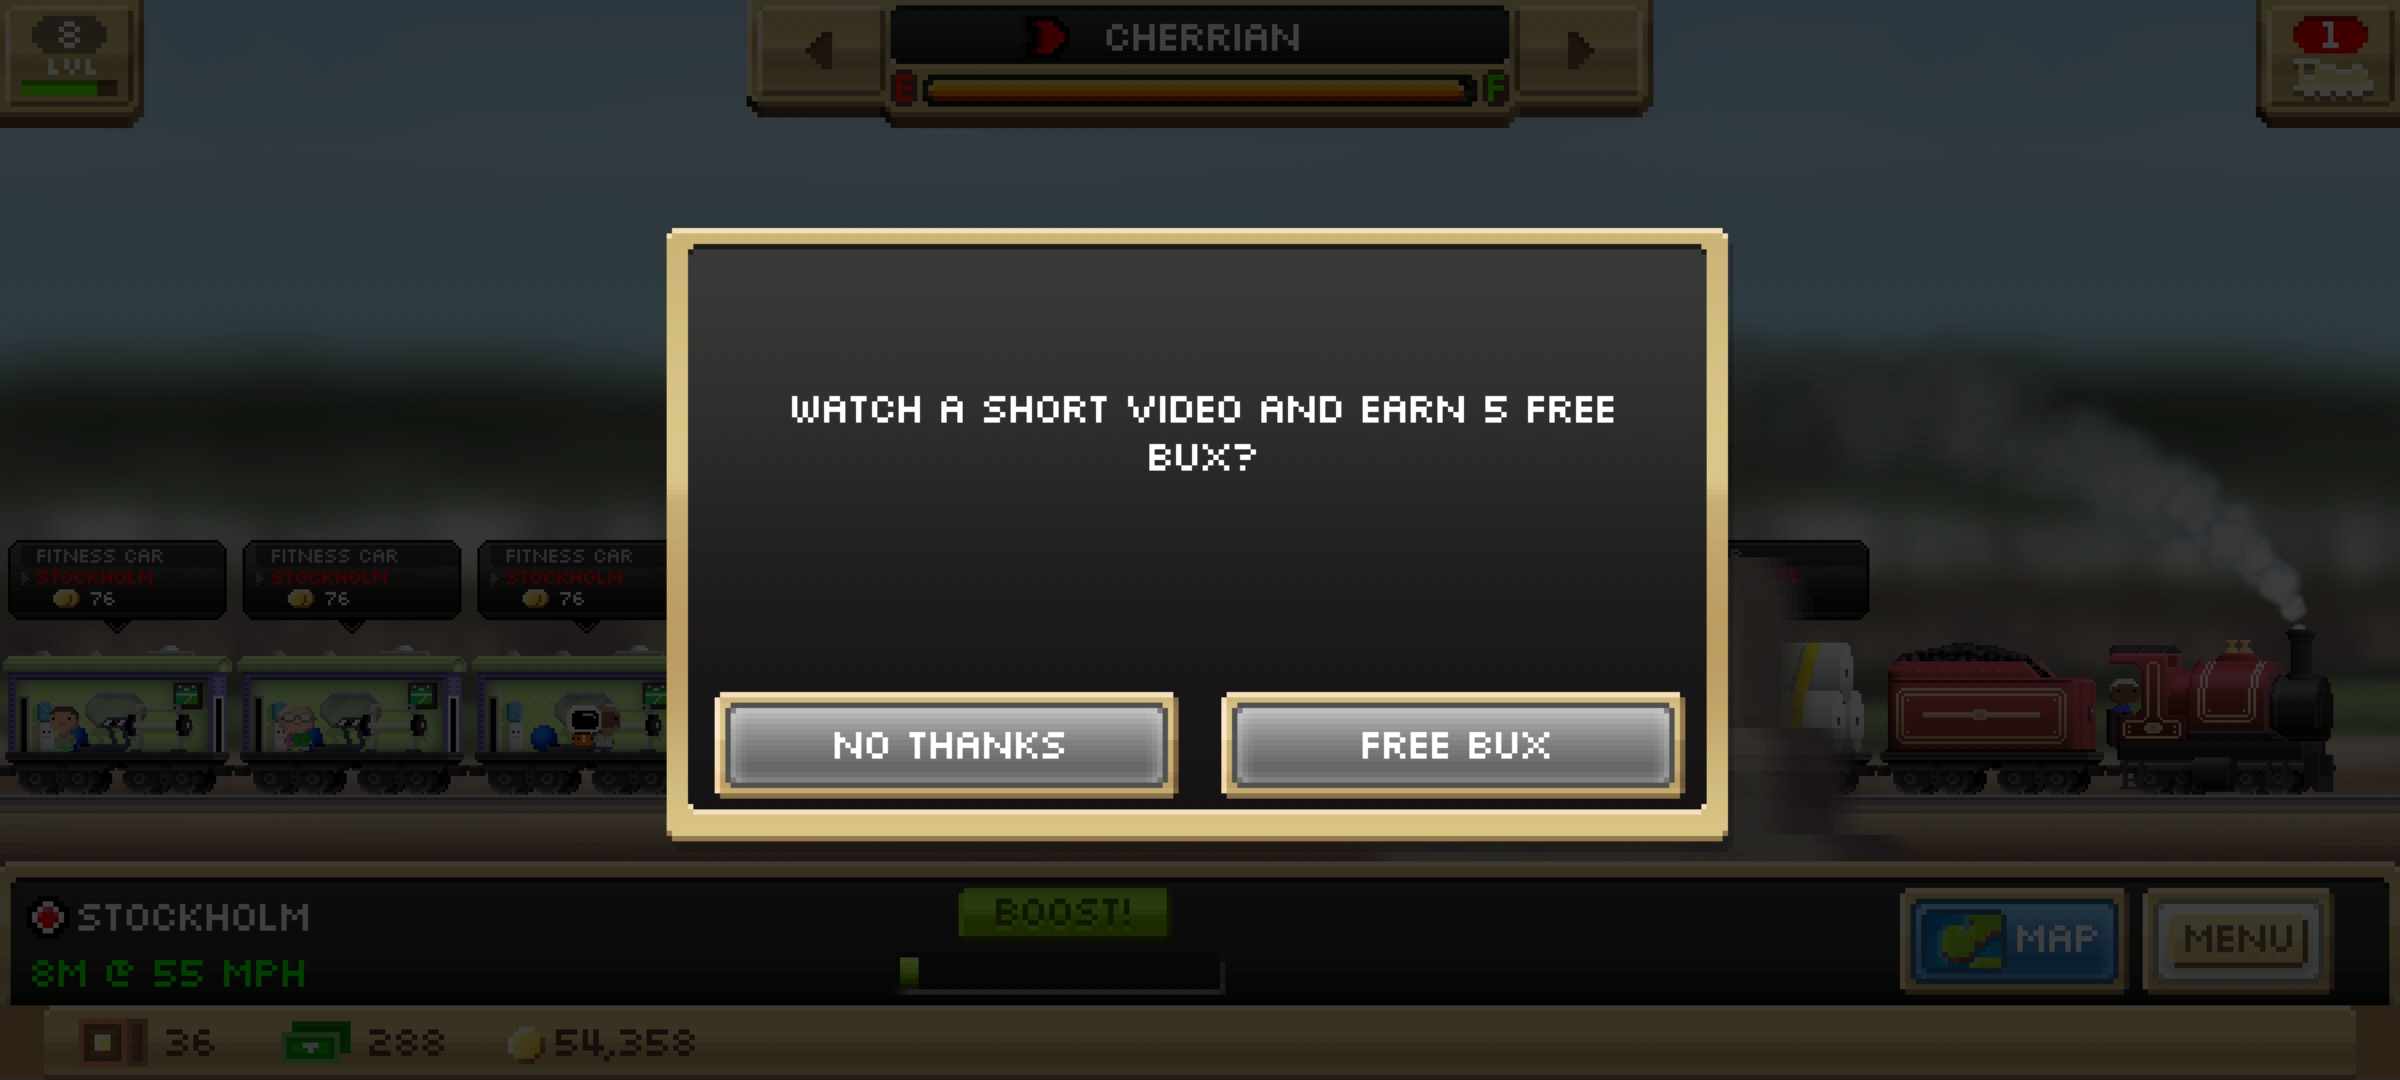 8
LVL
CHERRIAN
E F
1
WATCH A SHORT VIDEO AND EARN 5 FREE
BUX?
FITNESS CAR
STOCKHOLM
76
FITNESS CAR
STOCKHOLM
76
FITNESS CAR
STOCKHOLM
76
NO THANKS
FREE BUX
STOCKHOLM
8M @ 55 MPH
BOOST!
MAP
MENU
36
288
54,358